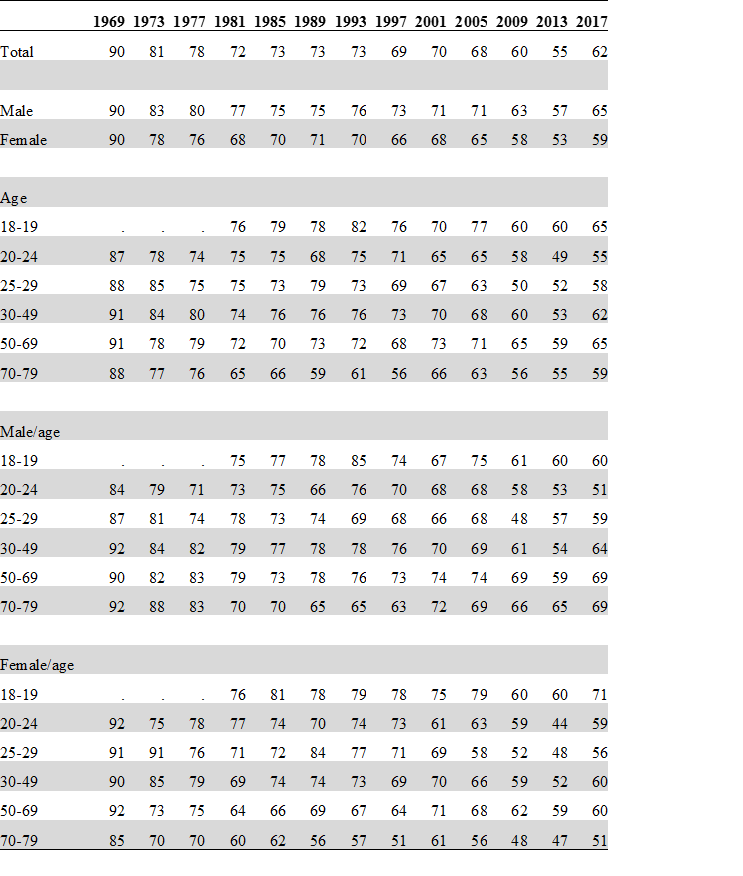 1969 1973 1977 1981 1985 1989 1993 1997 2001 2005 2009 2013 2017
Total 90 81 78 72 73 73 73 69 70 68 60 55 62
Male 90 83 80 77 75 75 76 73 71 71 63 57 65
Female 90 78 76 68 70 71 70 66 68 65 58 53 59
Age
18-19 . . . 76 79 78 82 76 70 77 60 60 65
20-24 87 78 74 75 75 68 75 71 65 65 58 49 55
25-29 88 85 75 75 73 79 73 69 67 63 50 52 58
30-49 91 84 80 74 76 76 76 73 70 68 60 53 62
50-69 91 78 79 72 70 73 72 68 73 71 65 59 65
70-79 88 77 76 65 66 59 61 56 66 63 56 55 59
Male/age
18-19 . . . 75 77 78 85 74 67 75 61 60 60
20-24 84 79 71 73 75 66 76 70 68 68 58 53 51
25-29 87 81 74 78 73 74 69 68 66 68 48 57 59
30-49 92 84 82 79 77 78 78 76 70 69 61 54 64
50-69 90 82 83 79 73 78 76 73 74 74 69 59 69
70-79 92 88 83 70 70 65 65 63 72 69 66 65 69
Female/age
18-19 . . . 76 81 78 79 78 75 79 60 60 71
20-24 92 75 78 77 74 70 74 73 61 63 59 44 59
25-29 91 91 76 71 72 84 77 71 69 58 52 48 56
30-49 90 85 79 69 74 74 73 69 70 66 59 52 60
50-69 92 73 75 64 66 69 67 64 71 68 62 59 60
70-79 85 70 70 60 62 56 57 51 61 56 48 47 51